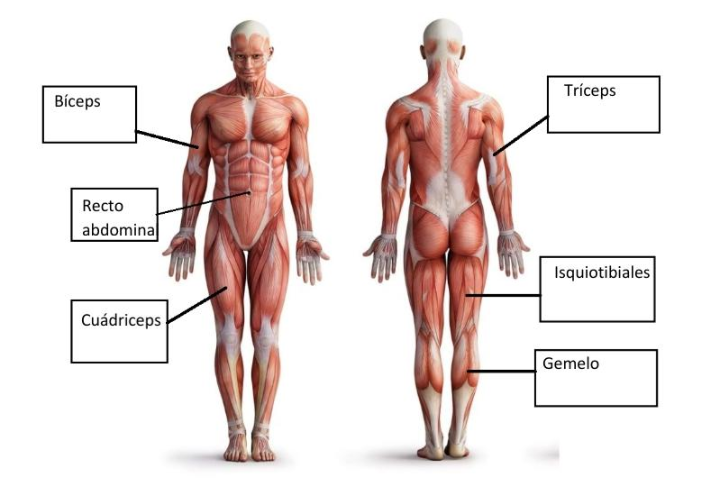 Bíceps
Tríceps
Recto
abdomina
Isquiotibiales
Cuádriceps
Gemelo